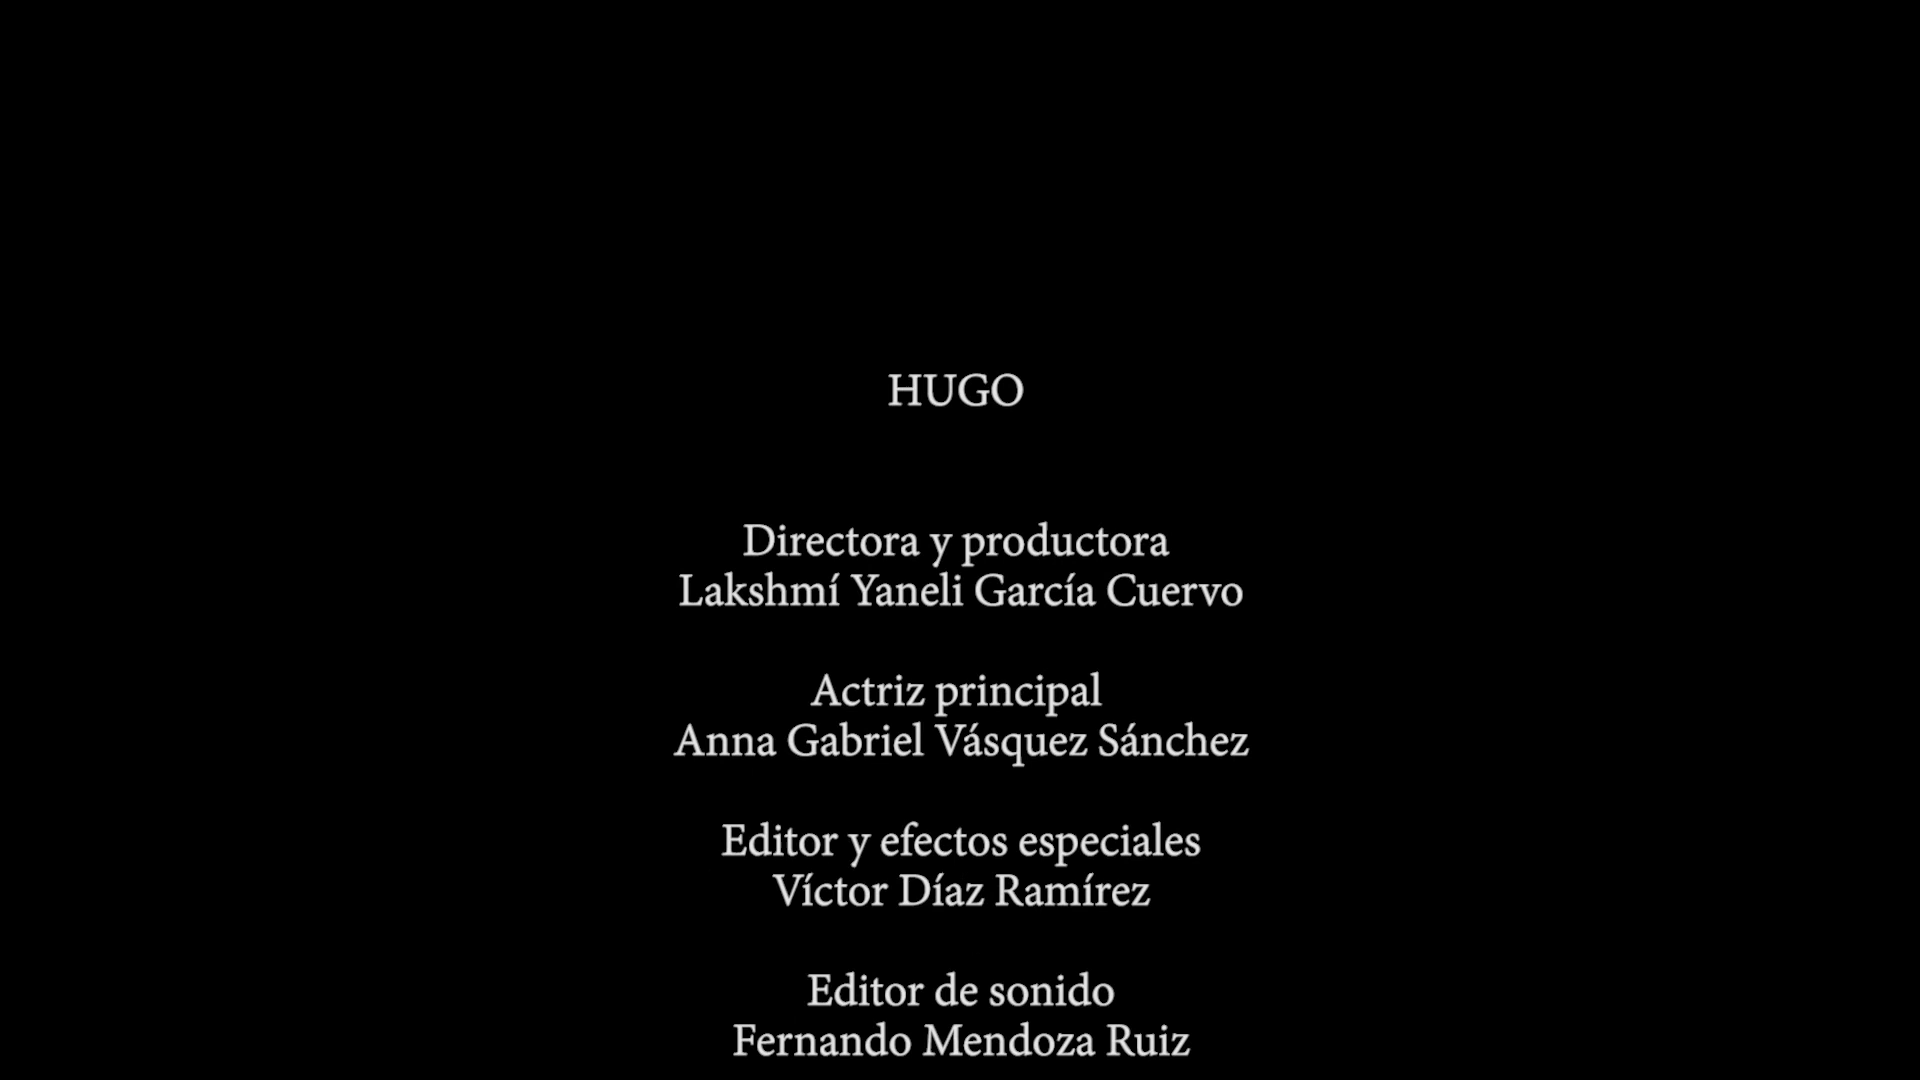 HUGO
Directora y productora
Lakshmí Yaneli García Cuervo
Actriz principal
Anna Gabriel Vásquez Sánchez
Editor y efectos especiales
Víctor Díaz Ramírez
Editor de sonido
Fernando Mendoza Ruiz